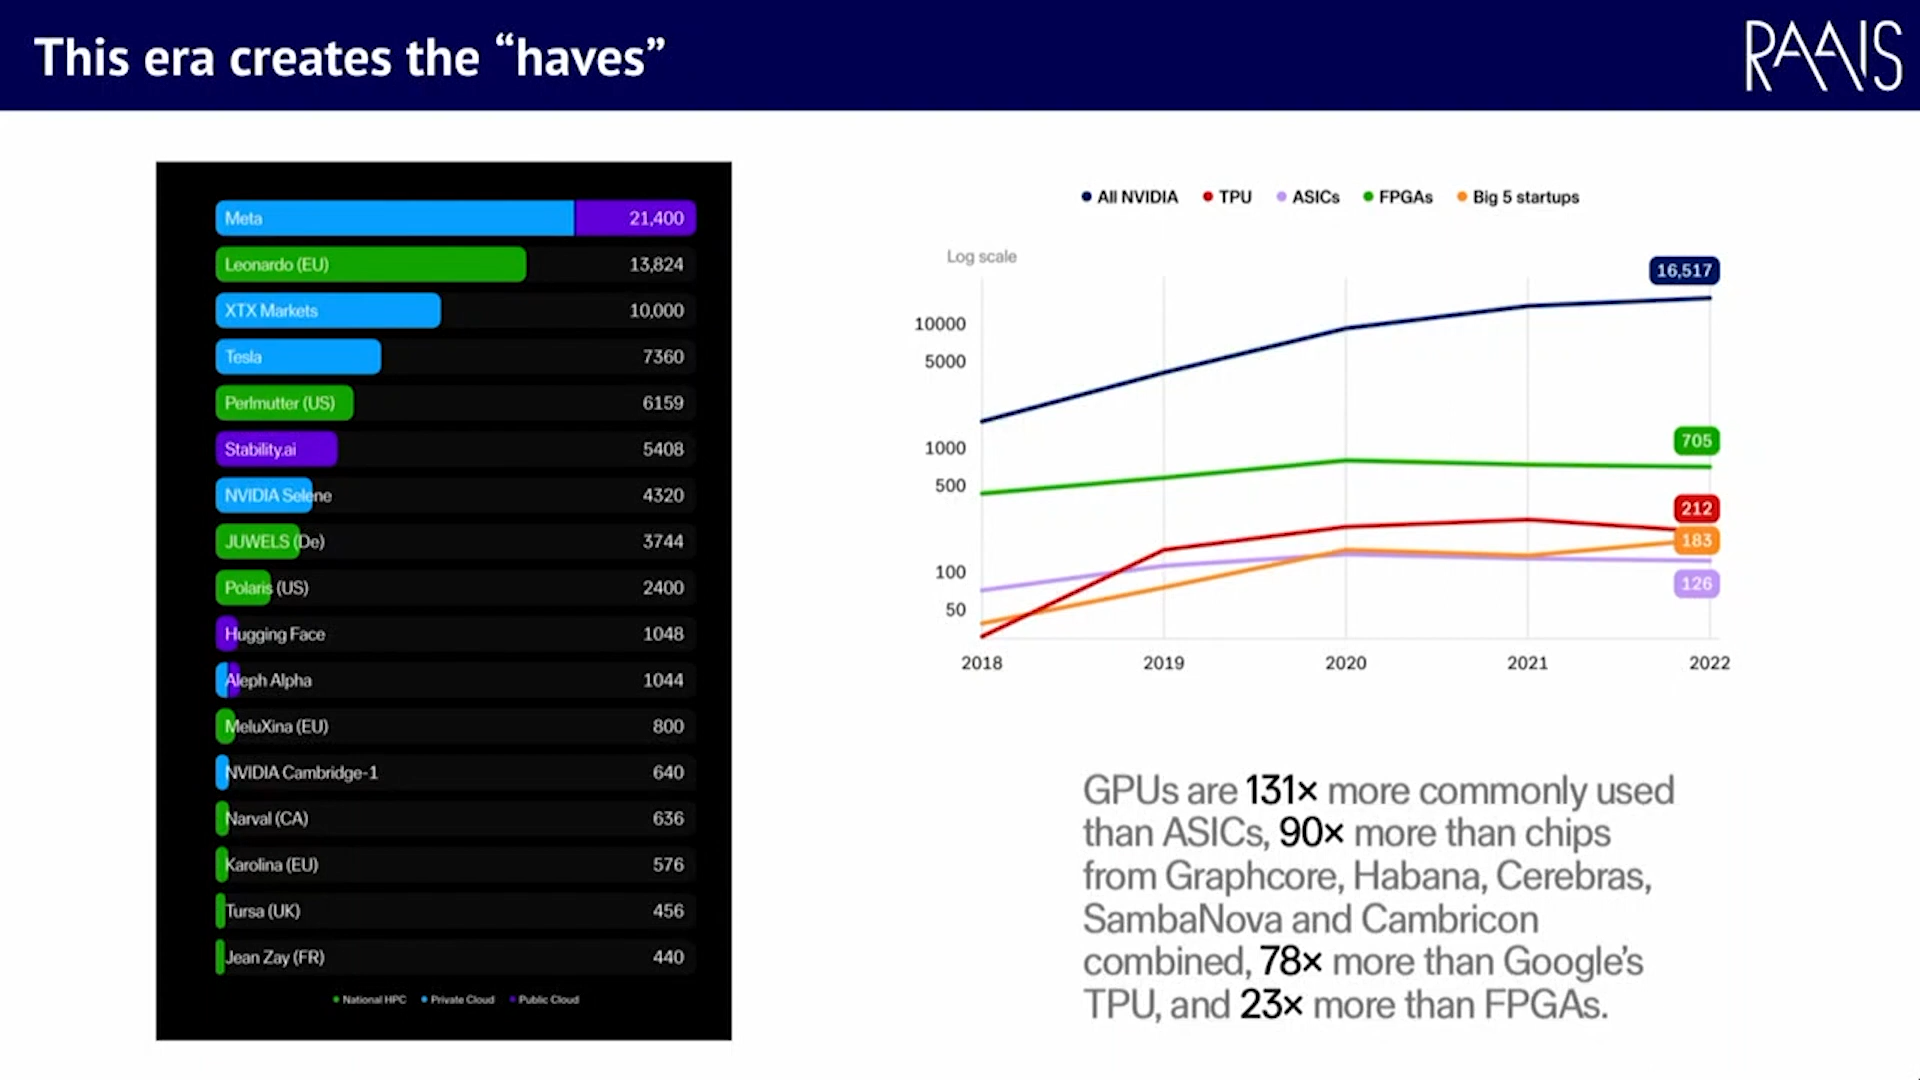 This era creates the “haves”
RAAIS
Meta 21,400
Leonardo (EU) 13,824
XTX Markets 10,000
Tesla 7360
Perlmutter (US) 6159
Stability.ai 5408
NVIDIA Selene 4320
JUWELS (De) 3744
Polaris (US) 2400
Hugging Face 1048
Aleph Alpha 1044
MeluXina (EU) 800
NVIDIA Cambridge-1 640
Narval (CA) 636
Karolina (EU) 576
Tursa (UK) 456
Jean Zay (FR) 440
National HPC Private Cloud Public Cloud
All NVIDIA TPU ASICs FPGAs Big 5 startups
Log scale
16,517
10000
5000
705
1000
500
212
183
100
126
50
2018 2019 2020 2021 2022
GPUs are 131× more commonly used
than ASICs, 90× more than chips
from Graphcore, Habana, Cerebras,
SambaNova and Cambricon
combined, 78× more than Google’s
TPU, and 23× more than FPGAs.